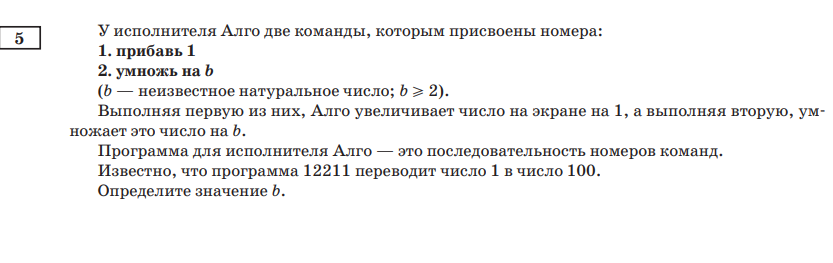 5
У исполнителя Алго две команды, которым присвоены номера:
1. прибавь 1
2. умножь на b
(b — неизвестное натуральное число; b ⩾ 2).
Выполняя первую из них, Алго увеличивает число на экране на 1, а выполняя вторую, ум-
ножает это число на b.
Программа для исполнителя Алго — это последовательность номеров команд.
Известно, что программа 12211 переводит число 1 в число 100.
Определите значение b.